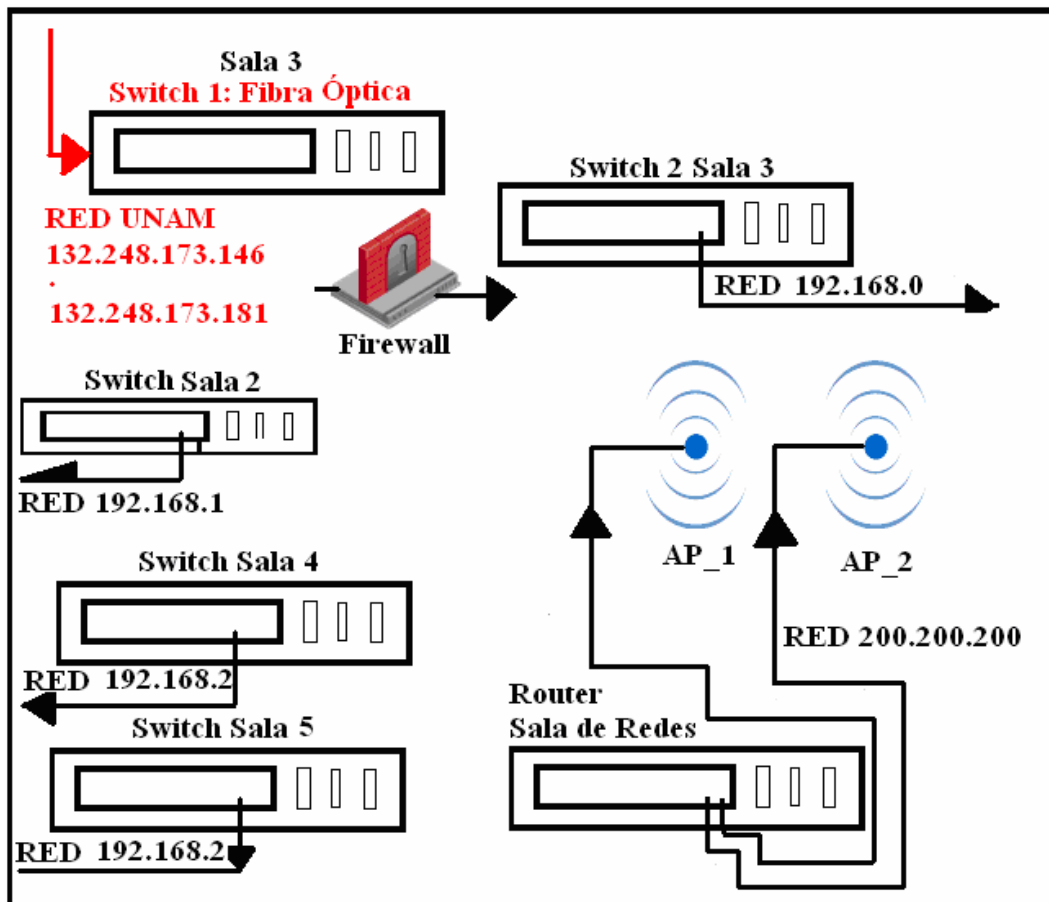 Sala 3
Switch 1: Fibra Óptica
RED UNAM
132.248.173.146
.
132.248.173.181
Firewall
Switch 2 Sala 3
RED 192.168.0
Switch Sala 2
RED 192.168.1
Switch Sala 4
RED 192.168.2
Switch Sala 5
RED 192.168.2
AP_1
AP_2
RED 200.200.200
Router
Sala de Redes